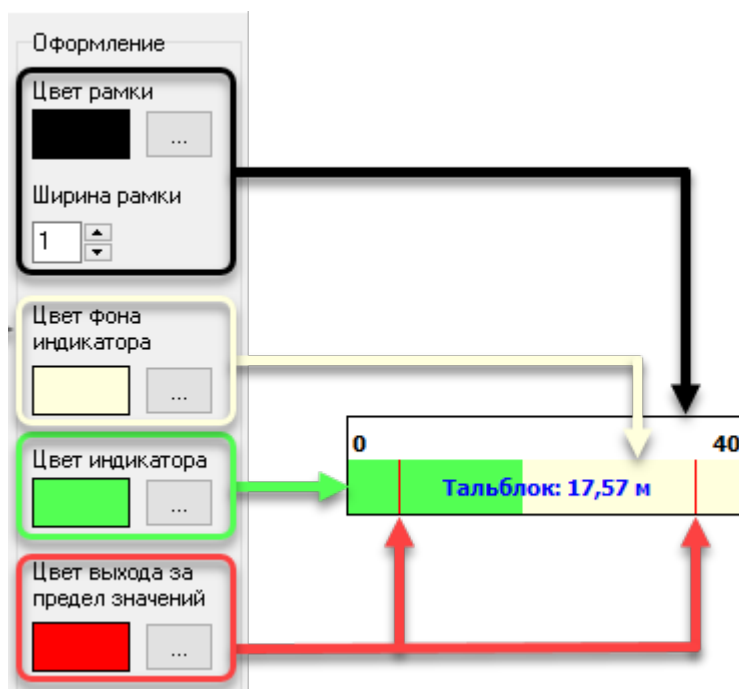 Оформление
Цвет рамки
...
Ширина рамки
1
Цвет фона
индикатора
...
Цвет индикатора
...
Цвет выхода за
предел значений
...
0 40
Тальблок: 17,57 м